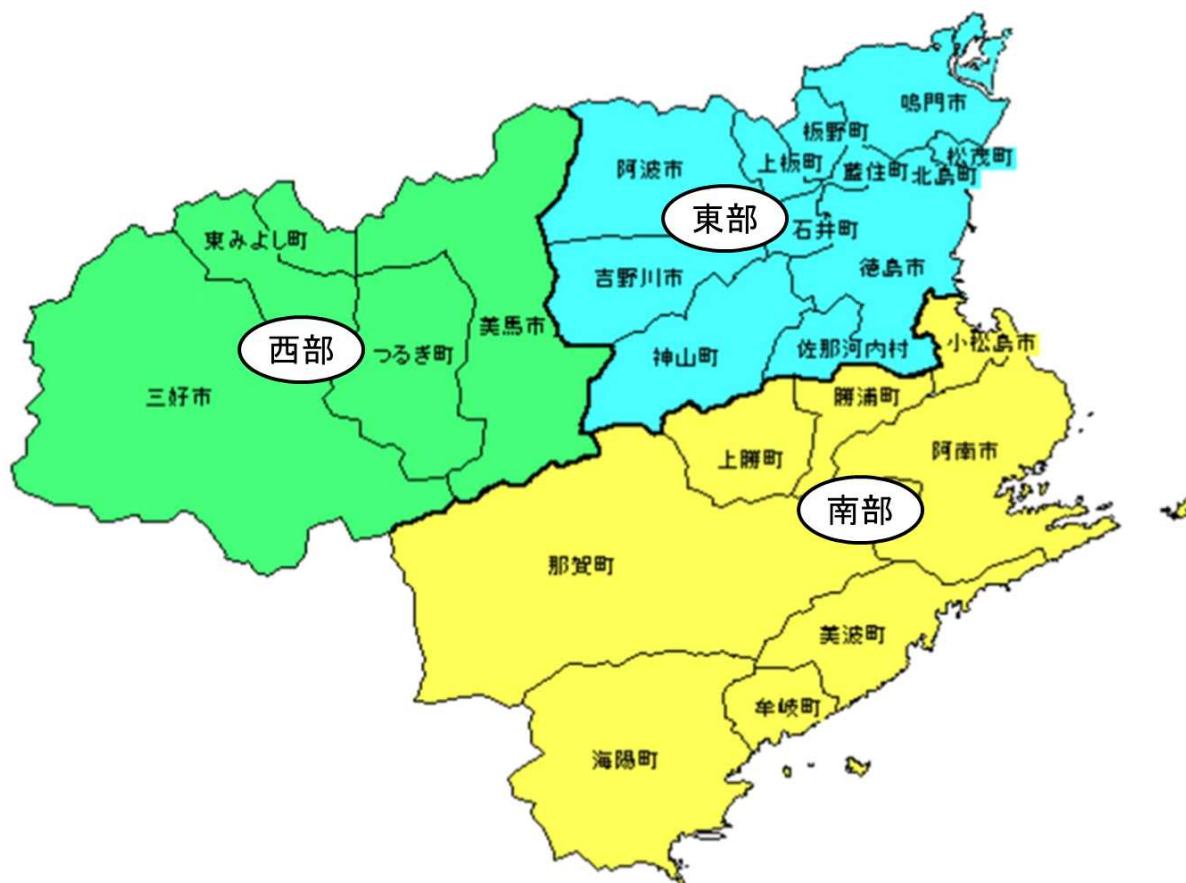 鳴門市
板野町
松茂町
上板町
藍住町
北島町
阿波市
東部
石井町
徳島市
吉野川市
神山町
佐那河内村
東みよし町
美馬市
西部
つるぎ町
三好市
小松島市
勝浦町
上勝町
阿南市
南部
那賀町
美波町
牟岐町
海陽町